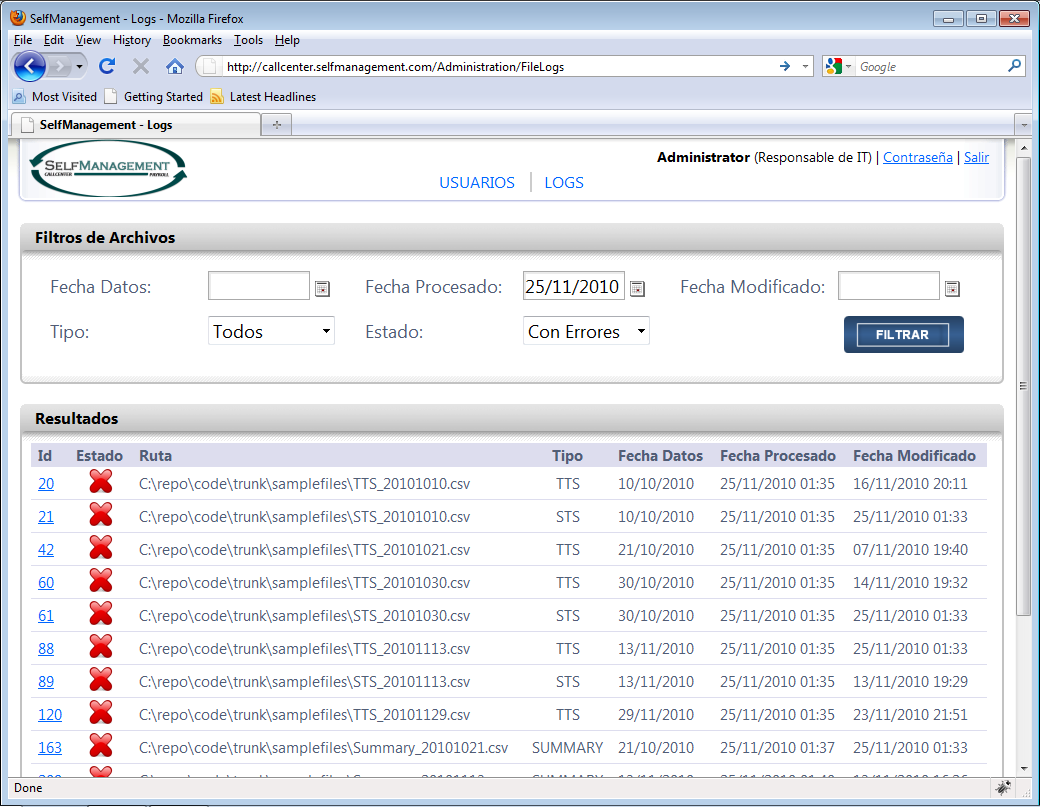 SelfManagement - Logs - Mozilla Firefox
File Edit View History Bookmarks Tools Help
http://callcenter.selfmanagement.com/Administration/FileLogs
Google
Most Visited Getting Started Latest Headlines
SelfManagement - Logs
SELFMANAGEMENT
CALLCENTER PAYROLL
Administrator (Responsable de IT) | Contraseña | Salir
USUARIOS LOGS
Filtros de Archivos
Fecha Datos: Fecha Procesado: 25/11/2010 Fecha Modificado:
Tipo: Todos Estado: Con Errores FILTRAR
Resultados
Id Estado Ruta Tipo Fecha Datos Fecha Procesado Fecha Modificado
20 C:\repo\code\trunk\samplefiles\TTS_20101010.csv TTS 10/10/2010 25/11/2010 01:35 16/11/2010 20:11
21 C:\repo\code\trunk\samplefiles\STS_20101010.csv STS 10/10/2010 25/11/2010 01:35 25/11/2010 01:33
42 C:\repo\code\trunk\samplefiles\TTS_20101021.csv TTS 21/10/2010 25/11/2010 01:35 07/11/2010 19:40
60 C:\repo\code\trunk\samplefiles\TTS_20101030.csv TTS 30/10/2010 25/11/2010 01:35 14/11/2010 19:32
61 C:\repo\code\trunk\samplefiles\STS_20101030.csv STS 30/10/2010 25/11/2010 01:35 25/11/2010 01:33
88 C:\repo\code\trunk\samplefiles\TTS_20101113.csv TTS 13/11/2010 25/11/2010 01:35 25/11/2010 01:33
89 C:\repo\code\trunk\samplefiles\STS_20101113.csv STS 13/11/2010 25/11/2010 01:35 13/11/2010 19:29
120 C:\repo\code\trunk\samplefiles\TTS_20101129.csv TTS 29/11/2010 25/11/2010 01:35 23/11/2010 21:51
163 C:\repo\code\trunk\samplefiles\Summary_20101021.csv SUMMARY 21/10/2010 25/11/2010 01:37 25/11/2010 01:33
Done